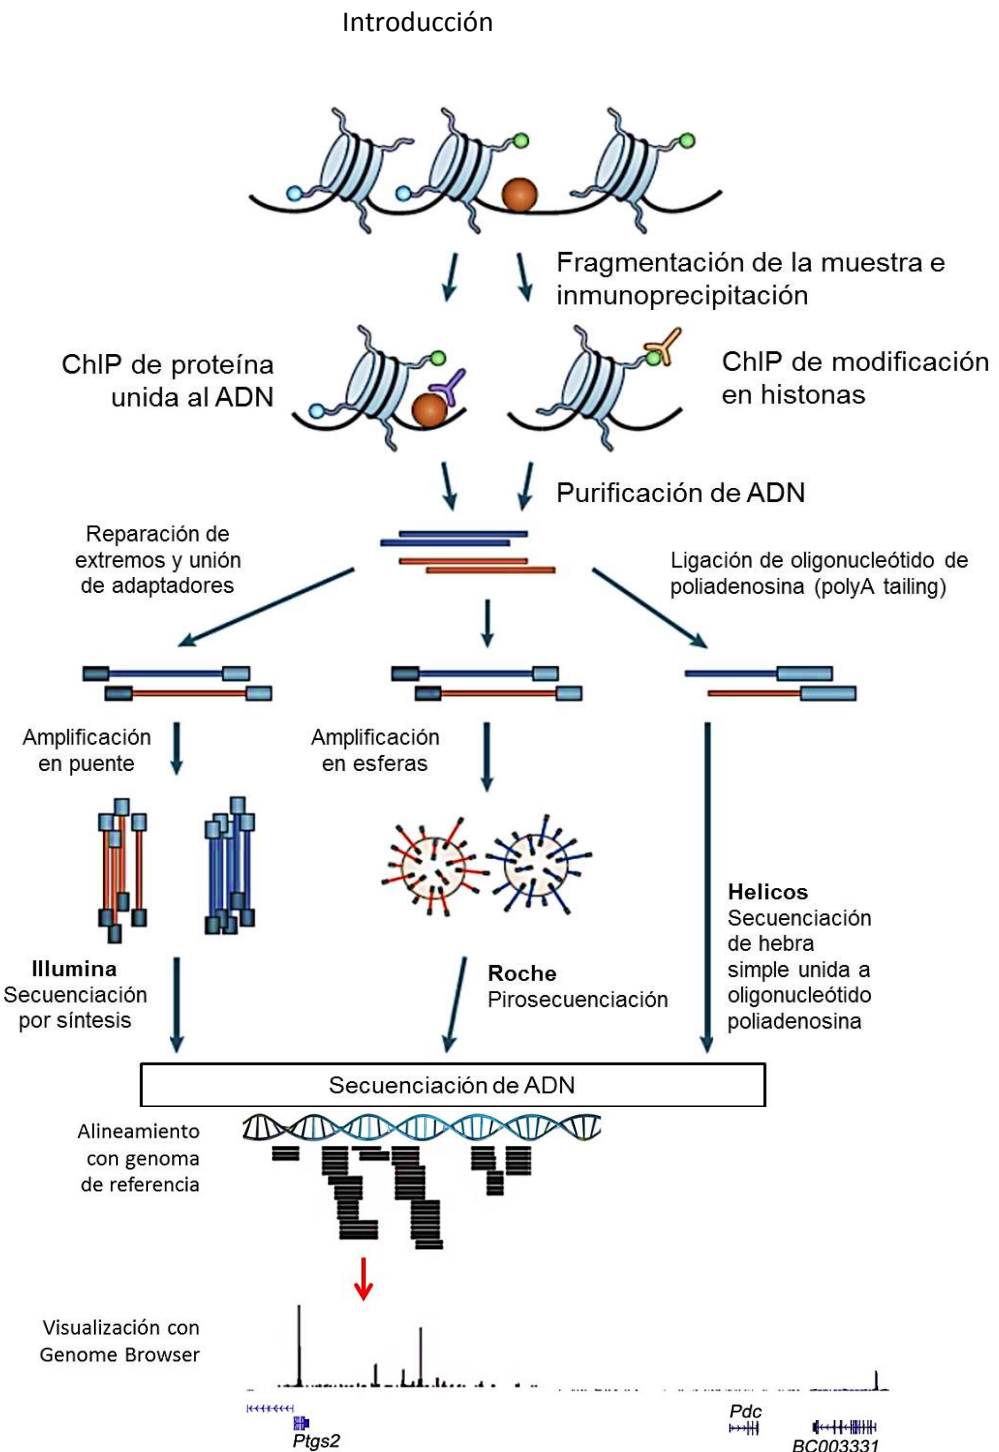 Introducción
Fragmentación de la muestra e
inmunoprecipitación
ChIP de proteína
unida al ADN
ChIP de modificación
en histonas
Purificación de ADN
Reparación de
extremos y unión
de adaptadores
Ligación de oligonucleótido de
poliadenosina (polyA tailing)
Amplificación
en puente
Amplificación
en esferas
Illumina
Secuenciación
por síntesis
Roche
Pirosecuenciación
Helicos
Secuenciación
de hebra
simple unida a
oligonucleótido
poliadenosina
Secuenciación de ADN
Alineamiento
con genoma
de referencia
Visualización con
Genome Browser
Ptgs2
Pdc
BC003331